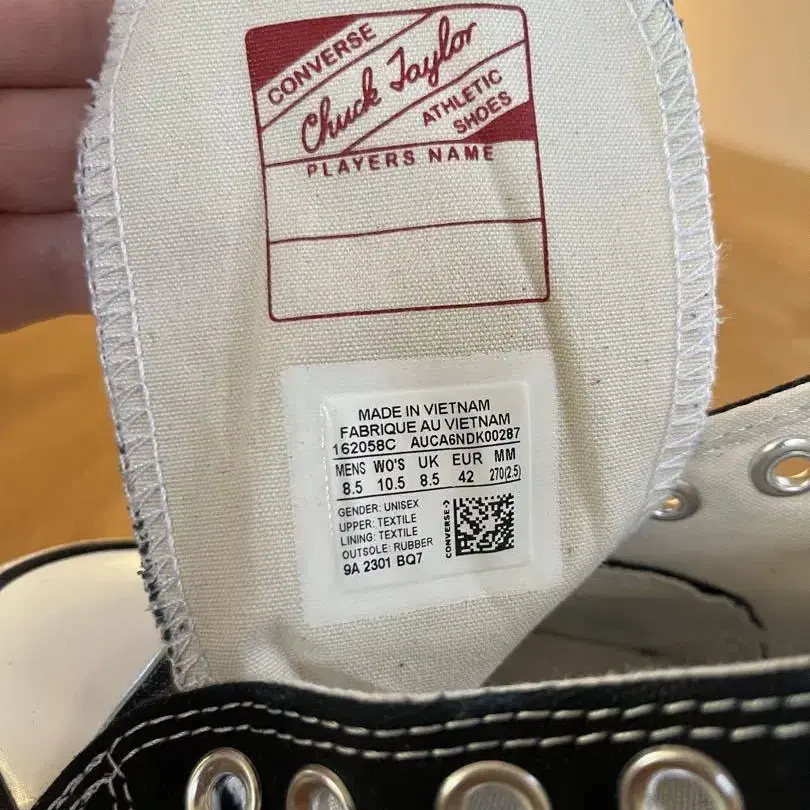 CONVERSE
Chuck Taylor
ATHLETIC
SHOES
PLAYERS NAME
MADE IN VIETNAM
FABRIQUE AU VIETNAM
162058C AUCA6NDK00287
MENS WO'S UK EUR MM
8.5 10.5 8.5 42 270(2.5)
GENDER: UNISEX
UPPER: TEXTILE
LINING: TEXTILE
OUTSOLE: RUBBER
9A 2301 BQ7
CONVERSE->